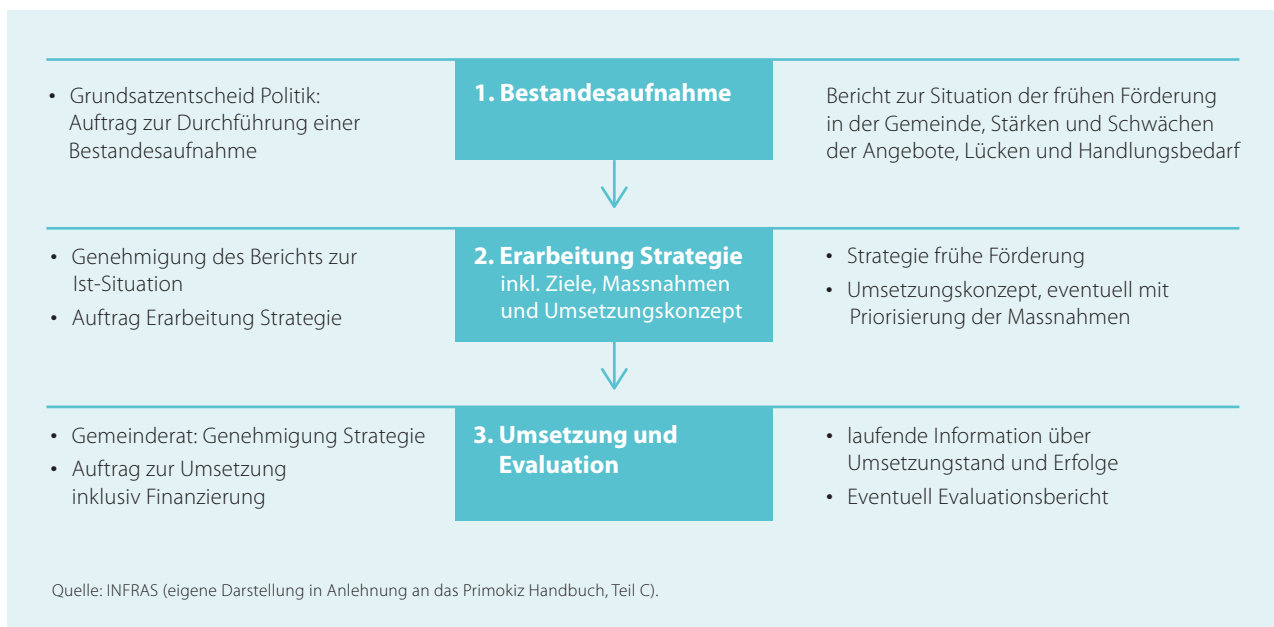 • Grundsatzentscheid Politik:
Auftrag zur Durchführung einer
Bestandesaufnahme
1. Bestandesaufnahme
Bericht zur Situation der frühen Förderung
in der Gemeinde, Stärken und Schwächen
der Angebote, Lücken und Handlungsbedarf
• Genehmigung des Berichts zur
Ist-Situation
• Auftrag Erarbeitung Strategie
2. Erarbeitung Strategie
inkl. Ziele, Massnahmen
und Umsetzungskonzept
• Strategie frühe Förderung
• Umsetzungskonzept, eventuell mit
Priorisierung der Massnahmen
• Gemeinderat: Genehmigung Strategie
• Auftrag zur Umsetzung
inklusiv Finanzierung
3. Umsetzung und
Evaluation
• laufende Information über
Umsetzungstand und Erfolge
• Eventuell Evaluationsbericht
Quelle: INFRAS (eigene Darstellung in Anlehnung an das Primokiz Handbuch, Teil C).